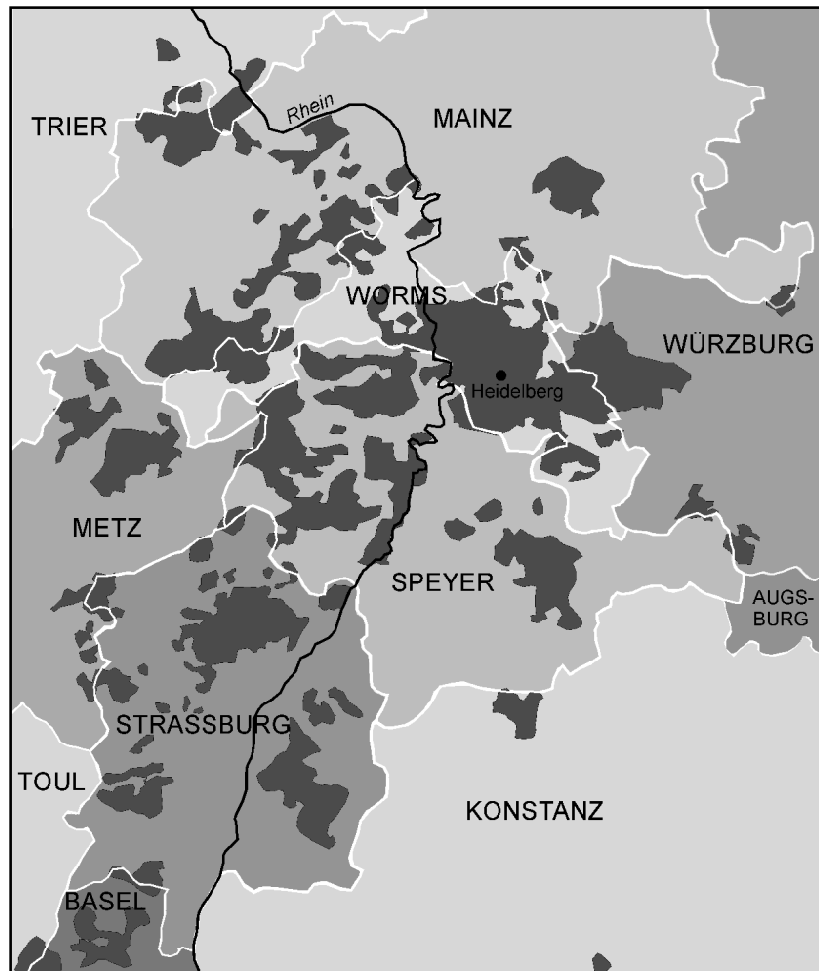 Rhein
TRIER
MAINZ
WORMS
WÜRZBURG
Heidelberg
METZ
SPEYER
AUGS-
BURG
STRASSBURG
TOUL
KONSTANZ
BASEL